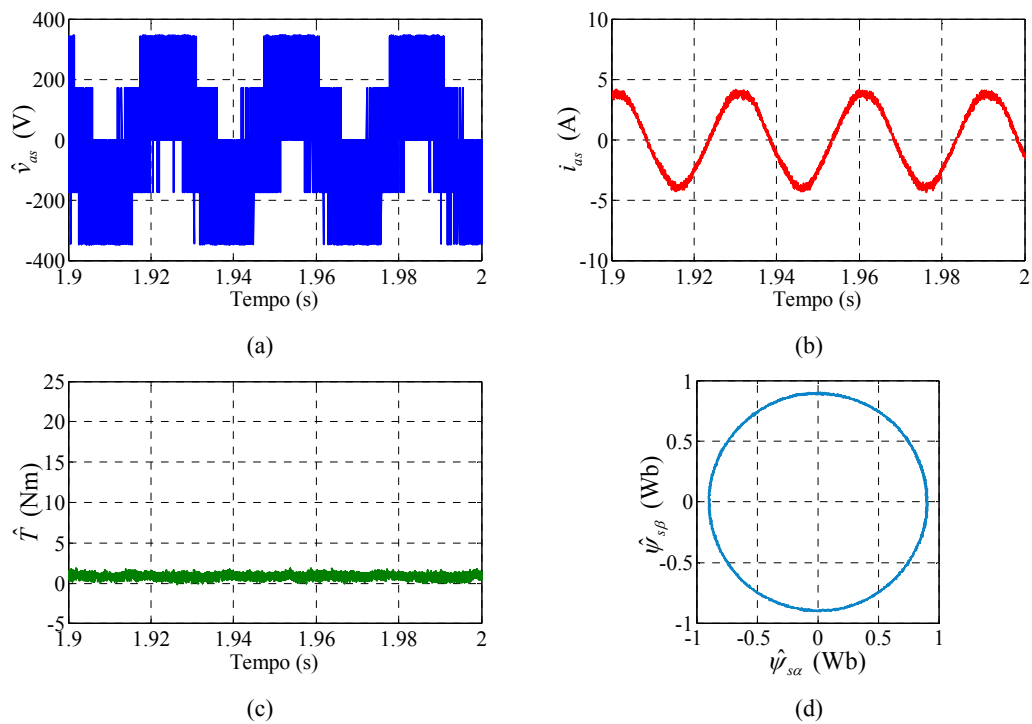 400
200
0
-200
-400
v̂as (V)
1.9 1.92 1.94 1.96 1.98 2
Tempo (s)
(a)
10
5
0
-5
-10
ias (A)
1.9 1.92 1.94 1.96 1.98 2
Tempo (s)
(b)
25
20
15
10
5
0
-5
T̂ (Nm)
1.9 1.92 1.94 1.96 1.98 2
Tempo (s)
(c)
1
0.5
0
-0.5
-1
ψ̂sβ (Wb)
-1 -0.5 0 0.5 1
ψ̂sα (Wb)
(d)